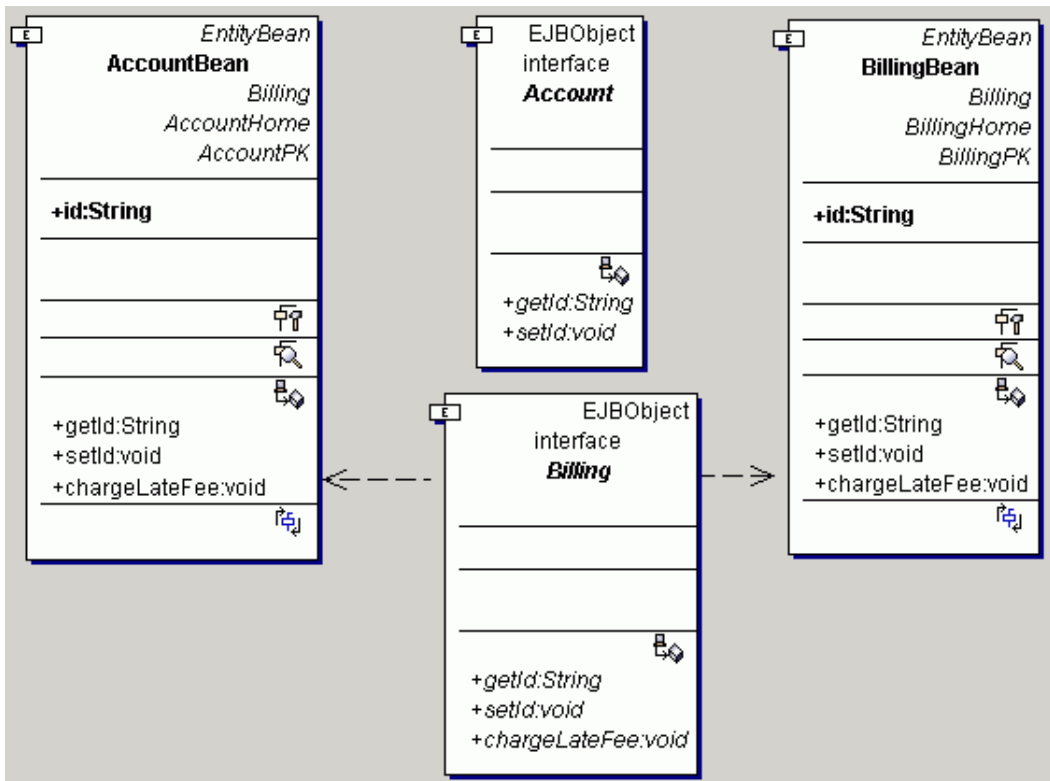 E
EntityBean
AccountBean
Billing
AccountHome
AccountPK
+id:String
+getId:String
+setId:void
+chargeLateFee:void
E
EJBObject
interface
Account
+getId:String
+setId:void
E
EntityBean
BillingBean
Billing
BillingHome
BillingPK
+id:String
+getId:String
+setId:void
+chargeLateFee:void
E
EJBObject
interface
Billing
+getId:String
+setId:void
+chargeLateFee:void